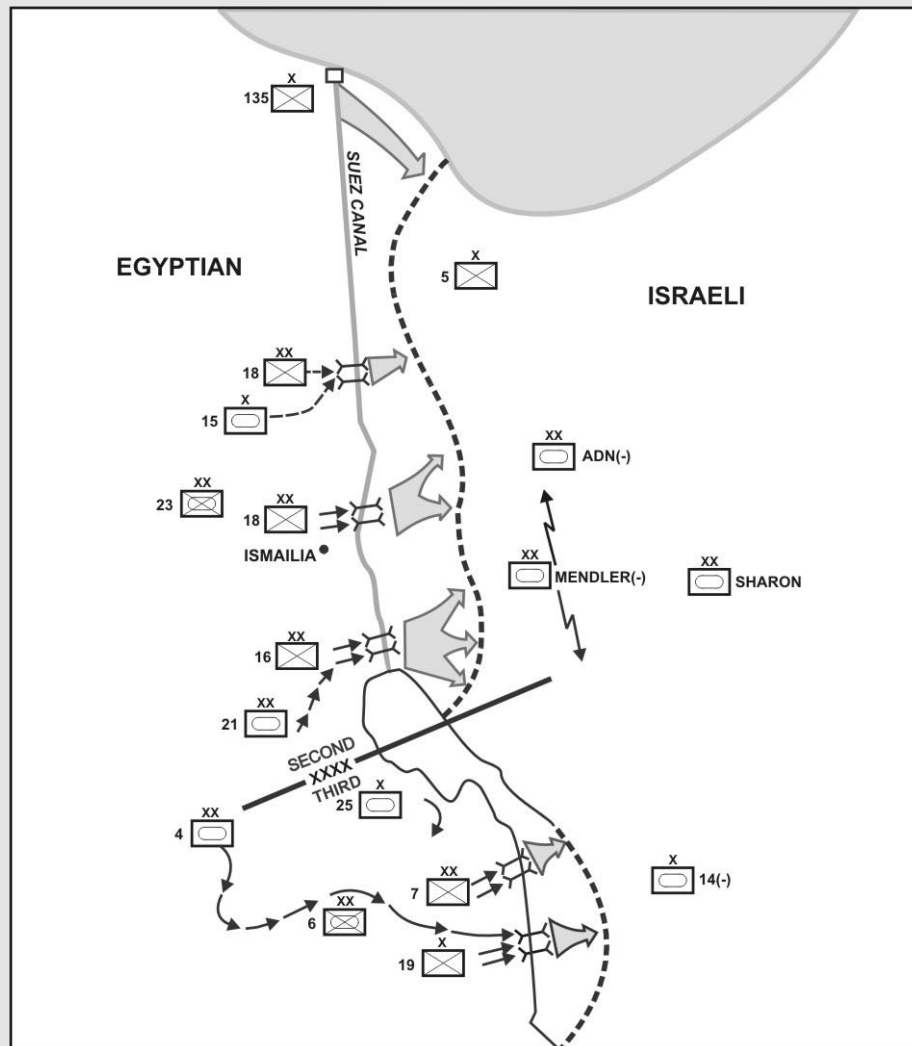 X
135
SUEZ CANAL
EGYPTIAN
X
5
ISRAELI
XX
18
X
15
XX
ADN(-)
XX
23
XX
18
ISMAILIA
XX
MENDLER(-)
XX
SHARON
XX
16
XX
21
SECOND
XXXX
THIRD
X
25
XX
4
XX
7
X
14(-)
XX
6
X
19